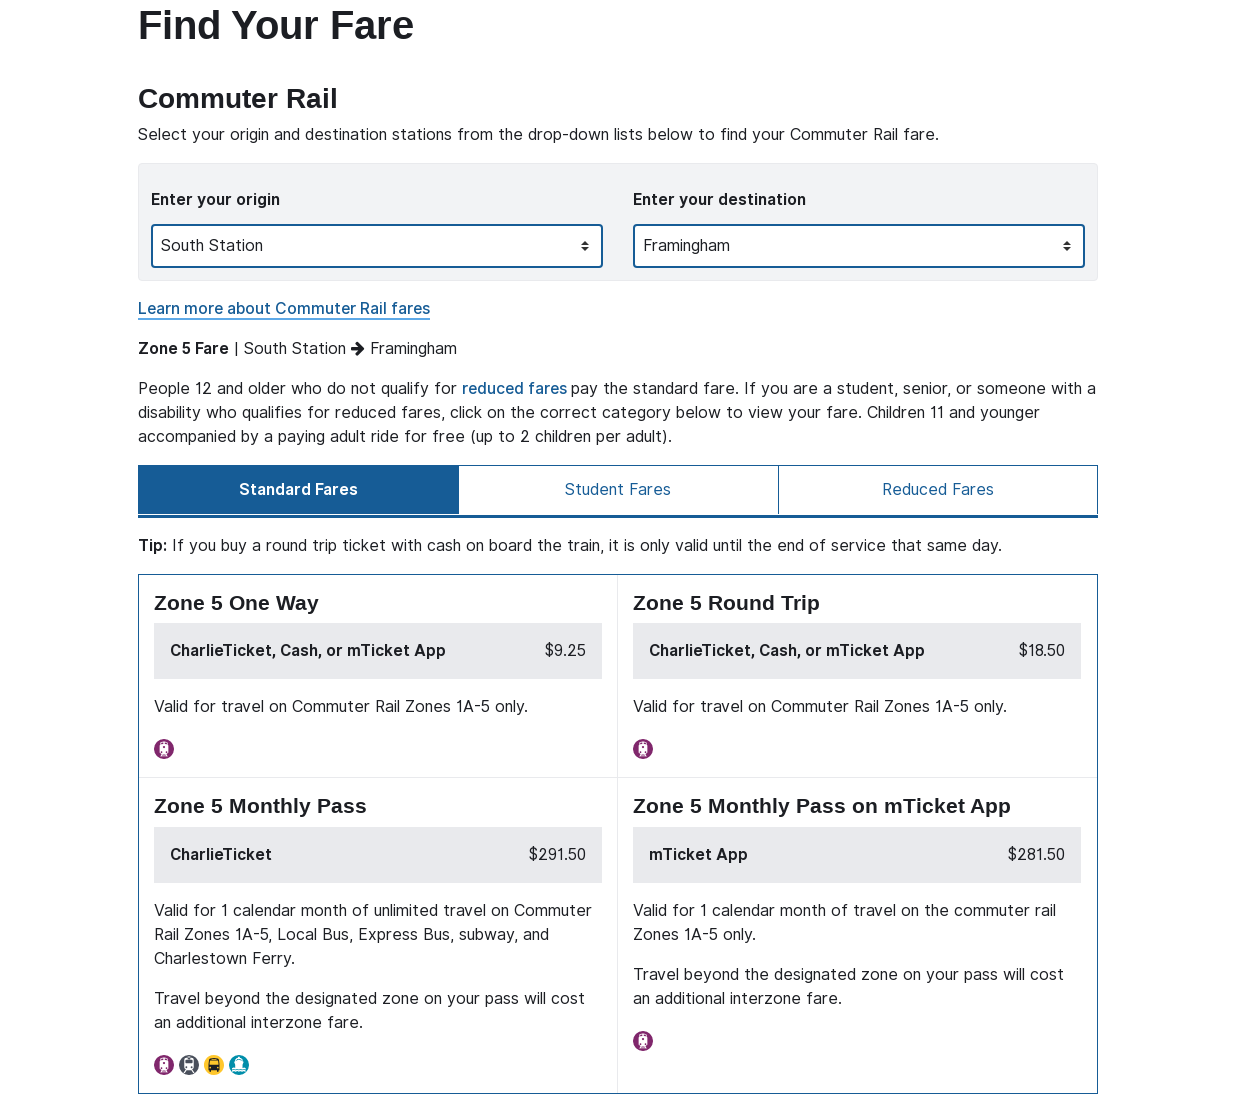 Find Your Fare
Commuter Rail
Select your origin and destination stations from the drop-down lists below to find your Commuter Rail fare.
Enter your origin
Enter your destination
South Station
Framingham
Learn more about Commuter Rail fares
Zone 5 Fare | South Station → Framingham
People 12 and older who do not qualify for reduced fares pay the standard fare. If you are a student, senior, or someone with a
disability who qualifies for reduced fares, click on the correct category below to view your fare. Children 11 and younger
accompanied by a paying adult ride for free (up to 2 children per adult).
Standard Fares
Student Fares
Reduced Fares
Tip: If you buy a round trip ticket with cash on board the train, it is only valid until the end of service that same day.
Zone 5 One Way
CharlieTicket, Cash, or mTicket App $9.25
Valid for travel on Commuter Rail Zones 1A-5 only.
Zone 5 Round Trip
CharlieTicket, Cash, or mTicket App $18.50
Valid for travel on Commuter Rail Zones 1A-5 only.
Zone 5 Monthly Pass
CharlieTicket $291.50
Valid for 1 calendar month of unlimited travel on Commuter
Rail Zones 1A-5, Local Bus, Express Bus, subway, and
Charlestown Ferry.
Travel beyond the designated zone on your pass will cost
an additional interzone fare.
Zone 5 Monthly Pass on mTicket App
mTicket App $281.50
Valid for 1 calendar month of travel on the commuter rail
Zones 1A-5 only.
Travel beyond the designated zone on your pass will cost
an additional interzone fare.